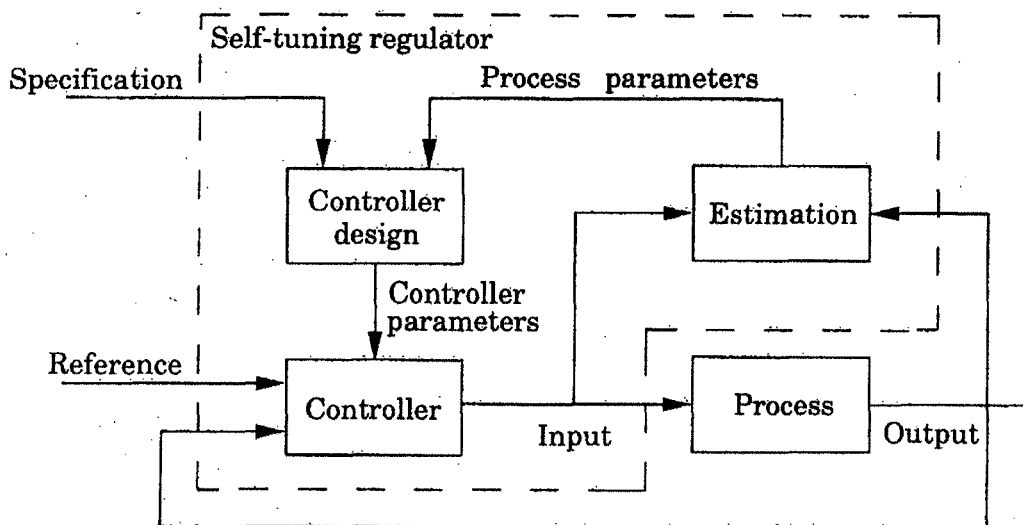 Self-tuning regulator
Specification
Process parameters
Controller
design
Estimation
Controller
parameters
Reference
Controller
Process
Input
Output